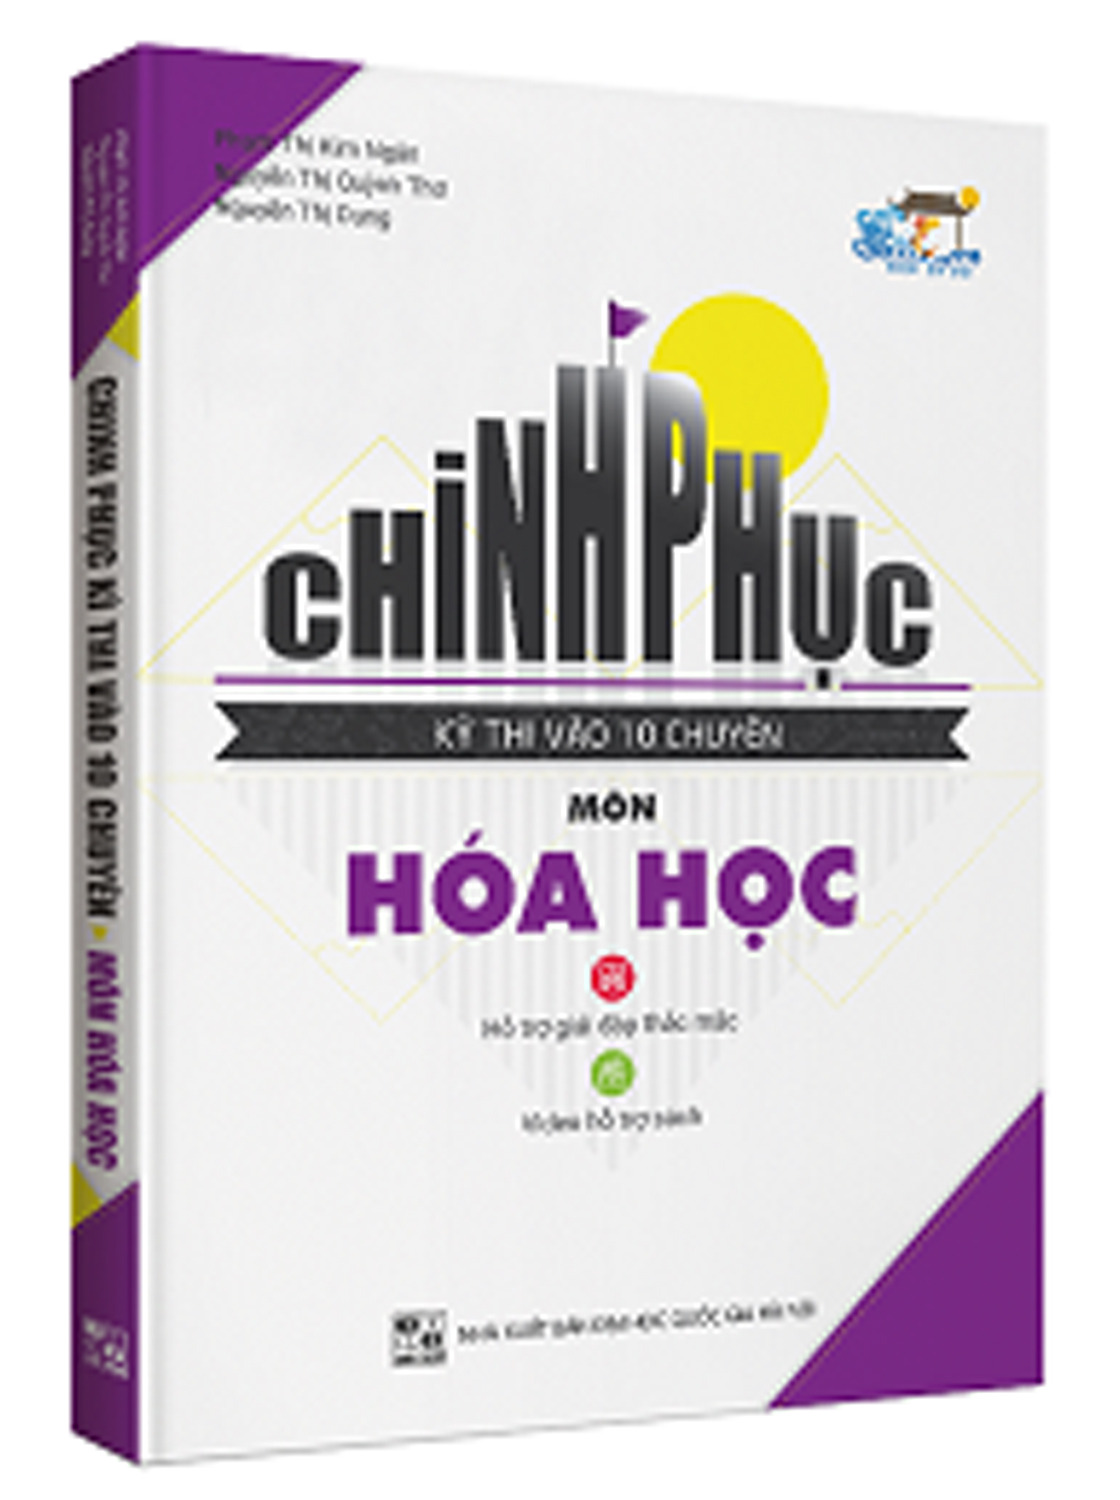 Phạm Thị Kim Ngân
Nguyễn Thị Quỳnh Thơ
Nguyễn Thị Dung
CHINH PHỤC
KỲ THI VÀO 10 CHUYÊN
MÔN
HÓA HỌC
Hỗ trợ giải đáp thắc mắc
Video hỗ trợ
NHÀ XUẤT BẢN ĐẠI HỌC QUỐC GIA HÀ NỘI
CHINH PHỤC KÌ THI VÀO 10 CHUYÊN • MÔN HÓA HỌC